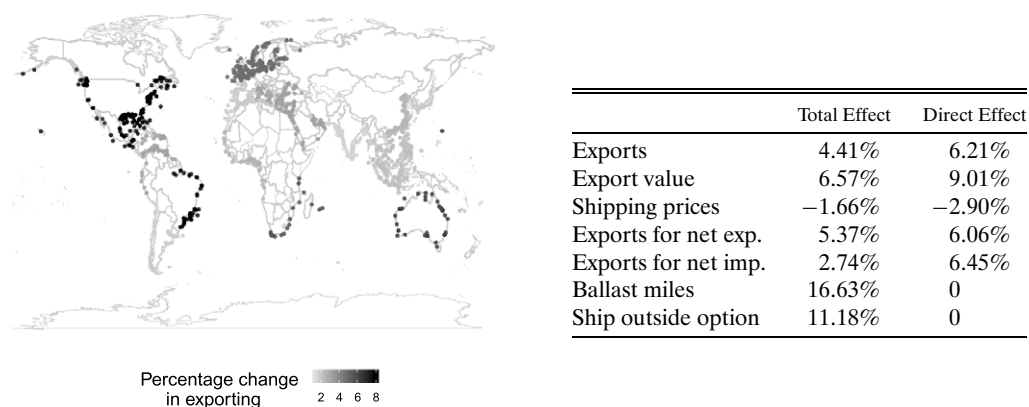 Total Effect Direct Effect
Exports 4.41% 6.21%
Export value 6.57% 9.01%
Shipping prices −1.66% −2.90%
Exports for net exp. 5.37% 6.06%
Exports for net imp. 2.74% 6.45%
Ballast miles 16.63% 0
Ship outside option 11.18% 0
Percentage change
in exporting
2 4 6 8